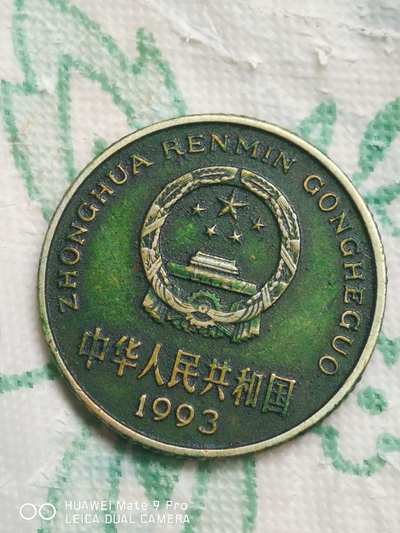 ZHONGHUA RENMIN GONGHEGUO
中华人民共和国
1993
HUAWEI Mate 9 Pro
LEICA DUAL CAMERA